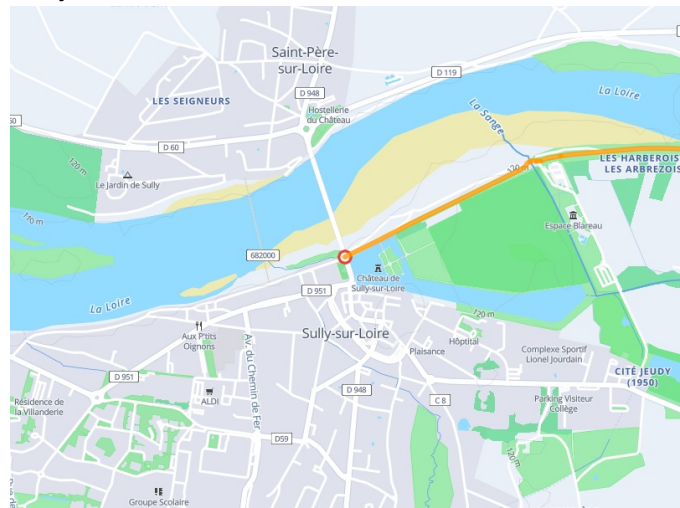 Saint-Père-
sur-Loire
D 119
D 948
La Loire
LES SEIGNEURS
La Sange
Hostellerie
du Château
D 60
120 m
LES HARBEROIS
LES ARBREZOIS
Le Jardin de Sully
110 m
Espace Blareau
682000
Château de
Sully-sur-Loire
D 951
La Loire
120 m
Sully-sur-Loire
Aux P'tits
Oignons
Av. du Chemin de Fer
Plaisance
Hôptital
Complexe Sportif
Lionel Jourdain
CITÉ JEUDY
(1950)
D 951
ALDI
D 948
C 8
Parking Visiteur
Collège
Résidence de
la Villanderie
D59
120 m
Groupe Scolaire